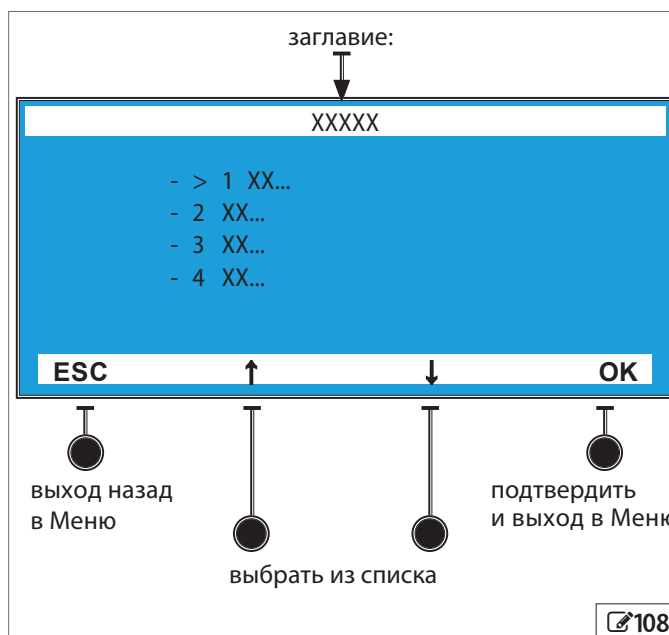 заглавие:
XXXXX
- > 1 XX...
- 2 XX...
- 3 XX...
- 4 XX...
ESC ↑ ↓ OK
выход назад
в Меню
подтвердить
и выход в Меню
выбрать из списка
108